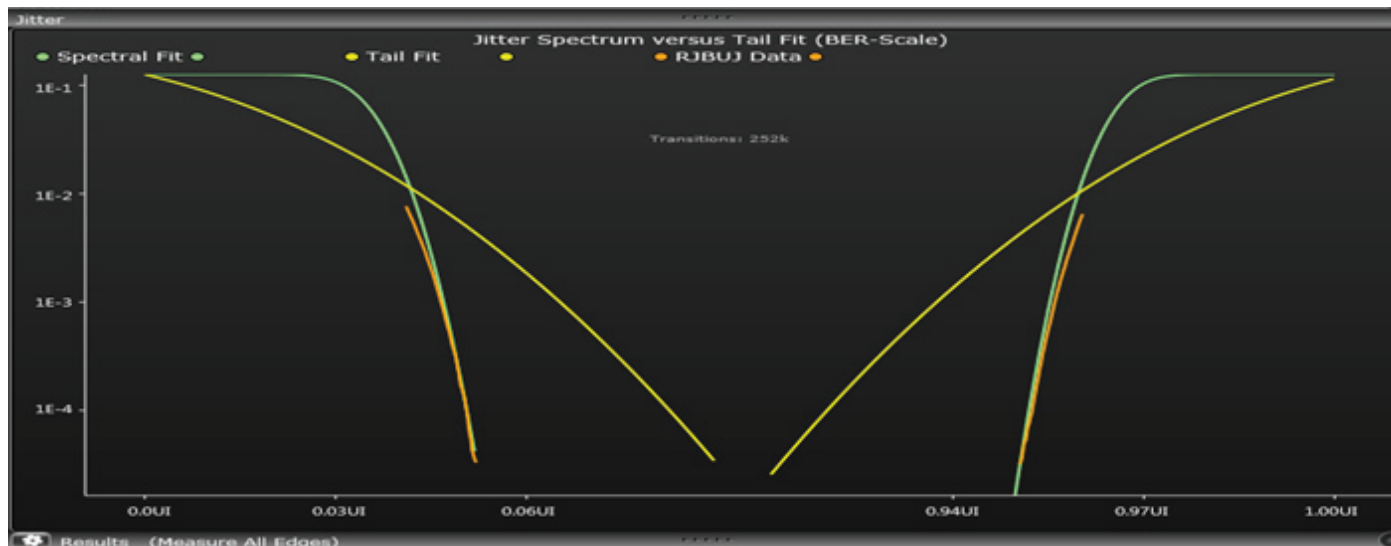 Jitter
Jitter Spectrum versus Tail Fit (BER-Scale)
Spectral Fit Tail Fit RJBUJ Data
1E-1
Transitions: 252k
1E-2
1E-3
1E-4
0.0UI 0.03UI 0.06UI 0.94UI 0.97UI 1.00UI
Results (Measure All Edges)